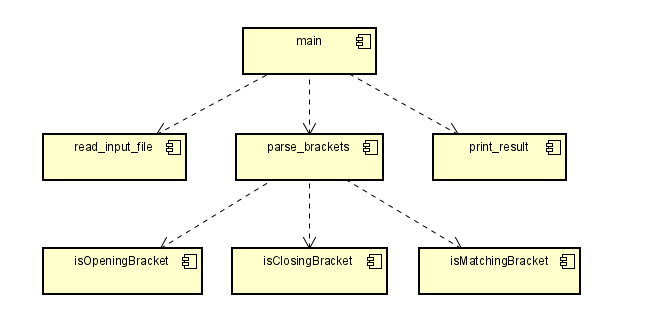 main
read_input_file
parse_brackets
print_result
isOpeningBracket
isClosingBracket
isMatchingBracket